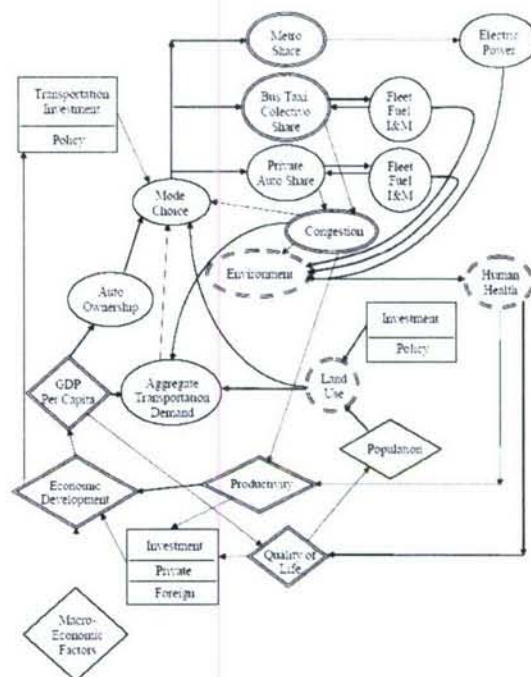 Metro
Share
Electric
Power
Transportation
Investment
Policy
Bus Taxi
Colectivo
Share
Fleet
Fuel
I&M
Private
Auto Share
Fleet
Fuel
I&M
Mode
Choice
Congestion
Environment
Human
Health
Auto
Ownership
Investment
Policy
GDP
Per Capita
Aggregate
Transportation
Demand
Land
Use
Population
Economic
Development
Productivity
Investment
Private
Foreign
Quality of
Life
Macro-
Economic
Factors